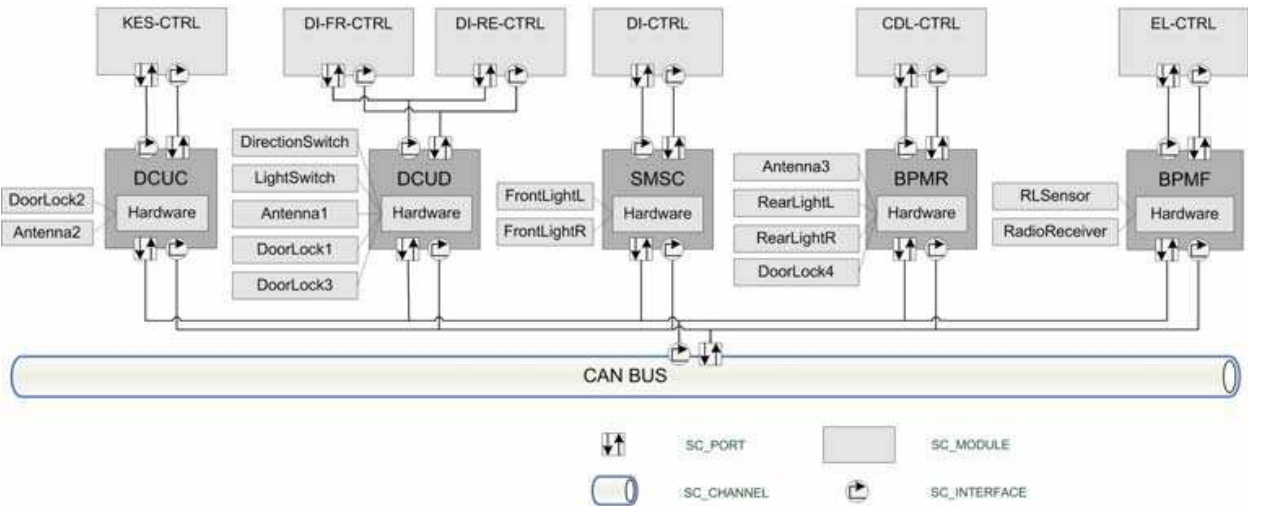 KES-CTRL
DI-FR-CTRL
DI-RE-CTRL
DI-CTRL
CDL-CTRL
EL-CTRL
DCUC
Hardware
DoorLock2
Antenna2
DirectionSwitch
LightSwitch
Antenna1
DoorLock1
DoorLock3
DCUD
Hardware
FrontLightL
FrontLightR
SMSC
Hardware
Antenna3
RearLightL
RearLightR
DoorLock4
BPMR
Hardware
RLSensor
RadioReceiver
BPMF
Hardware
CAN BUS
SC_PORT
SC_MODULE
SC_CHANNEL
SC_INTERFACE